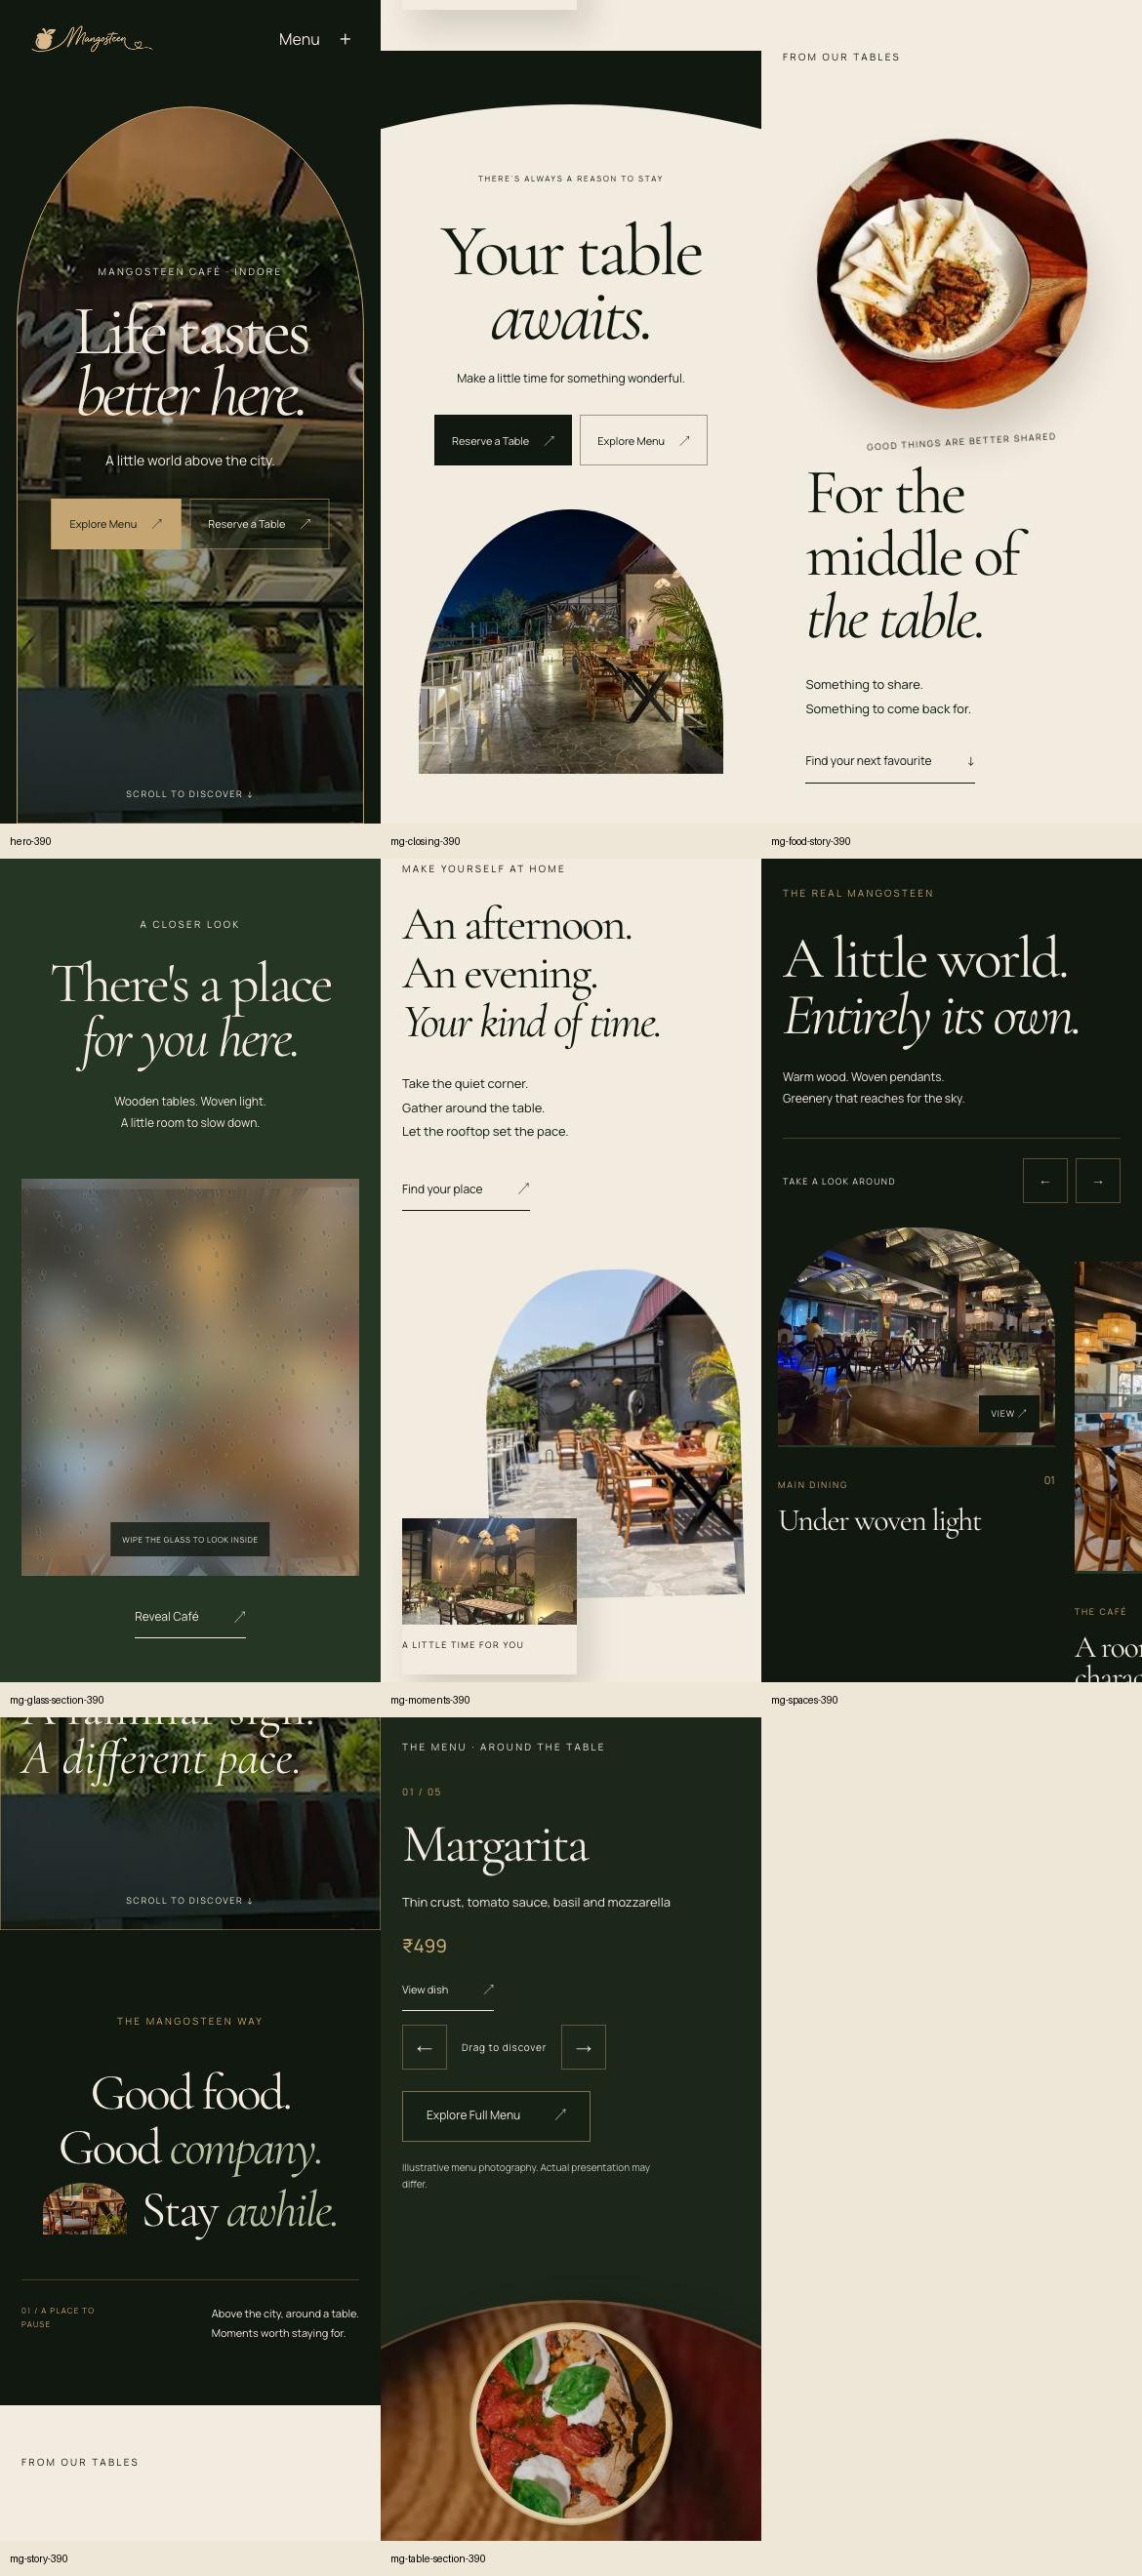 Mangosteen
Menu +
MANGOSTEEN CAFÉ · INDORE
Life tastes
better here.
A little world above the city.
Explore Menu ↗
Reserve a Table ↗
SCROLL TO DISCOVER ↓
hero-390
THERE'S ALWAYS A REASON TO STAY
Your table
awaits.
Make a little time for something wonderful.
Reserve a Table ↗
Explore Menu ↗
mg-closing-390
FROM OUR TABLES
GOOD THINGS ARE BETTER SHARED
For the
middle of
the table.
Something to share.
Something to come back for.
Find your next favourite ↓
mg-food-story-390
A CLOSER LOOK
There's a place
for you here.
Wooden tables. Woven light.
A little room to slow down.
WIPE THE GLASS TO LOOK INSIDE
Reveal Café ↗
mg-glass-section-390
MAKE YOURSELF AT HOME
An afternoon.
An evening.
Your kind of time.
Take the quiet corner.
Gather around the table.
Let the rooftop set the pace.
Find your place ↗
A LITTLE TIME FOR YOU
mg-moments-390
THE REAL MANGOSTEEN
A little world.
Entirely its own.
Warm wood. Woven pendants.
Greenery that reaches for the sky.
TAKE A LOOK AROUND
← →
VIEW ↗
MAIN DINING
01
Under woven light
THE CAFÉ
A roo
charac
mg-spaces-390
A familiar sign.
A different pace.
SCROLL TO DISCOVER ↓
THE MANGOSTEEN WAY
Good food.
Good company.
Stay awhile.
01 / A PLACE TO
PAUSE
Above the city, around a table.
Moments worth staying for.
FROM OUR TABLES
mg-story-390
THE MENU · AROUND THE TABLE
01 / 05
Margarita
Thin crust, tomato sauce, basil and mozzarella
₹499
View dish ↗
← Drag to discover →
Explore Full Menu ↗
Illustrative menu photography. Actual presentation may
differ.
mg-table-section-390